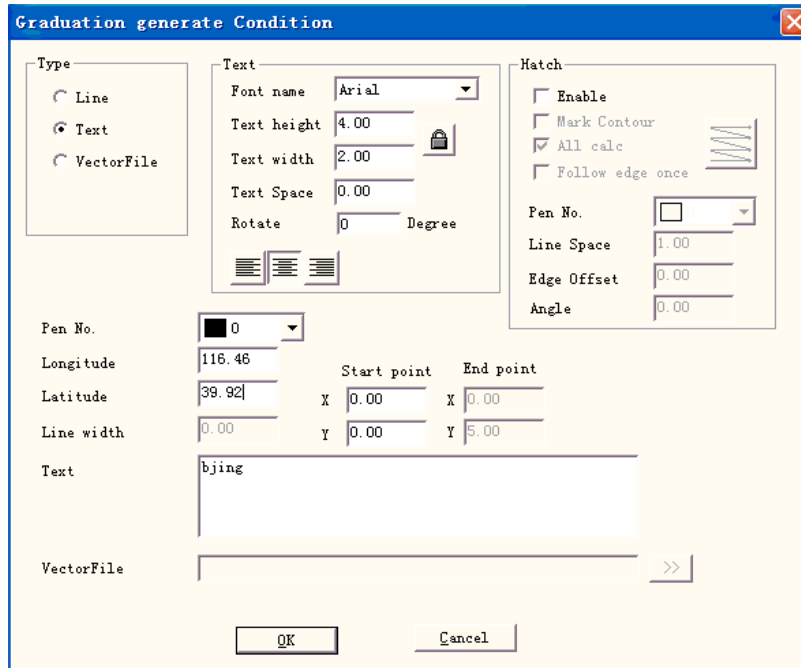 Graduation generate Condition
Type
Line
Text
VectorFile
Text
Font name Arial
Text height 4.00
Text width 2.00
Text Space 0.00
Rotate 0 Degree
Hatch
Enable
Mark Contour
All calc
Follow edge once
Pen No.
Line Space 1.00
Edge Offset 0.00
Angle 0.00
Pen No. 0
Longitude 116.46
Start point End point
Latitude 39.92 X 0.00 X 0.00
Line width 0.00 Y 0.00 Y 5.00
Text bjing
VectorFile >>
OK Cancel